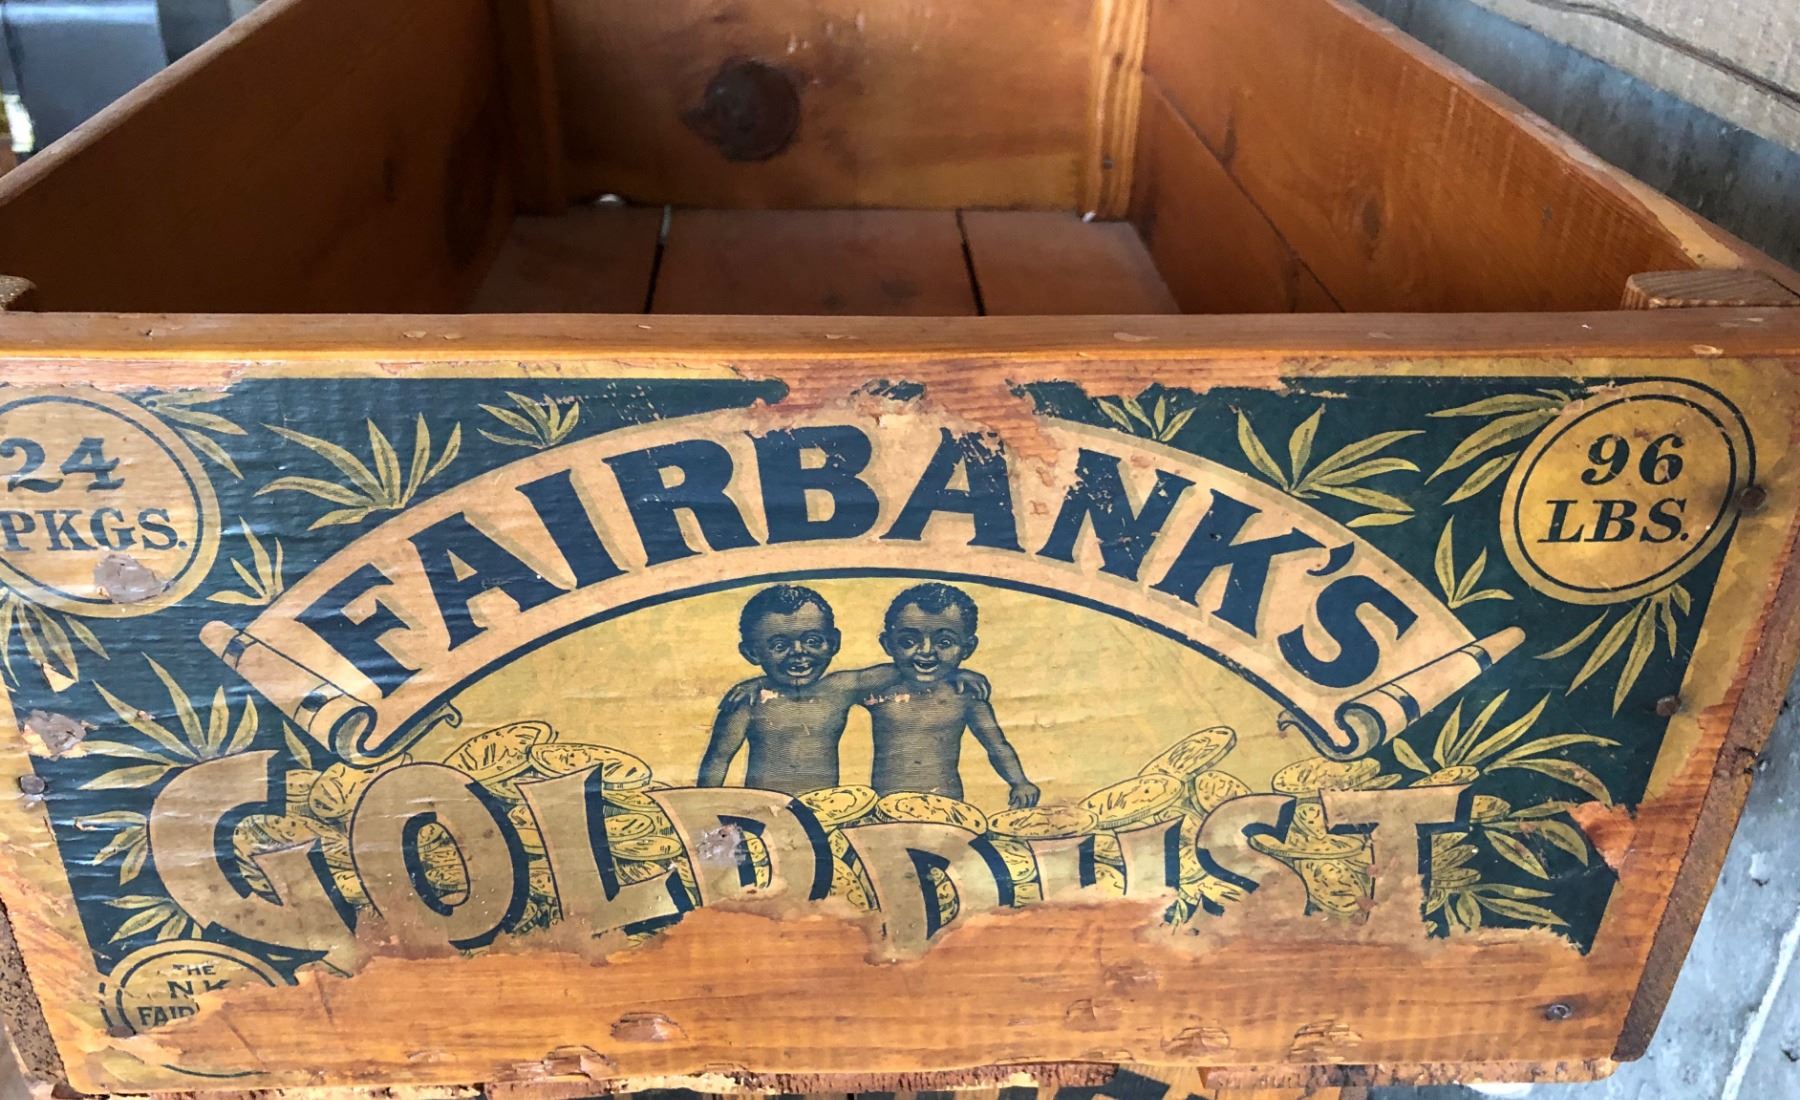 24
PKGS.
FAIRBANK'S
96
LBS.
GOLD DUST
THE
FAIR